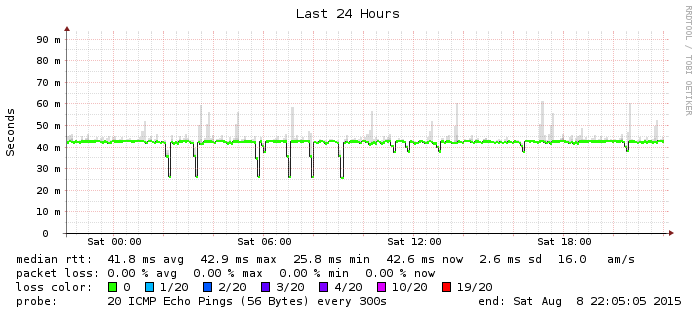 Last 24 Hours
RRDTOOL / TOBI OETIKER
Seconds
90 m
80 m
70 m
60 m
50 m
40 m
30 m
20 m
10 m
0
Sat 00:00 Sat 06:00 Sat 12:00 Sat 18:00
median rtt: 41.8 ms avg 42.9 ms max 25.8 ms min 42.6 ms now 2.6 ms sd 16.0 am/s
packet loss: 0.00 % avg 0.00 % max 0.00 % min 0.00 % now
loss color: 0 1/20 2/20 3/20 4/20 10/20 19/20
probe: 20 ICMP Echo Pings (56 Bytes) every 300s end: Sat Aug 8 22:05:05 2015